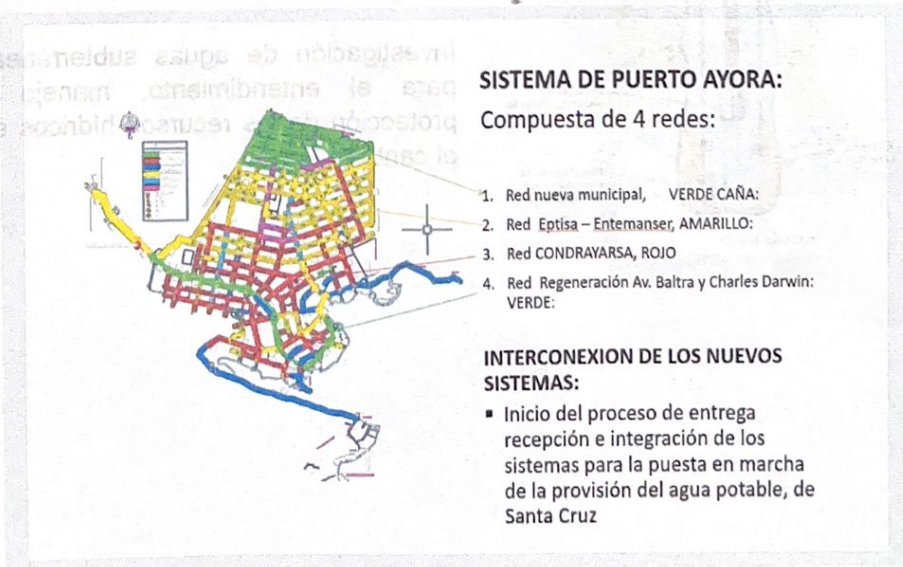 SISTEMA DE PUERTO AYORA:
Compuesta de 4 redes:
1. Red nueva municipal, VERDE CAÑA:
2. Red Eptisa – Entemanser, AMARILLO:
3. Red CONDRAYARSA, ROJO
4. Red Regeneración Av. Baltra y Charles Darwin:
VERDE:
INTERCONEXION DE LOS NUEVOS
SISTEMAS:
▪ Inicio del proceso de entrega
recepción e integración de los
sistemas para la puesta en marcha
de la provisión del agua potable, de
Santa Cruz